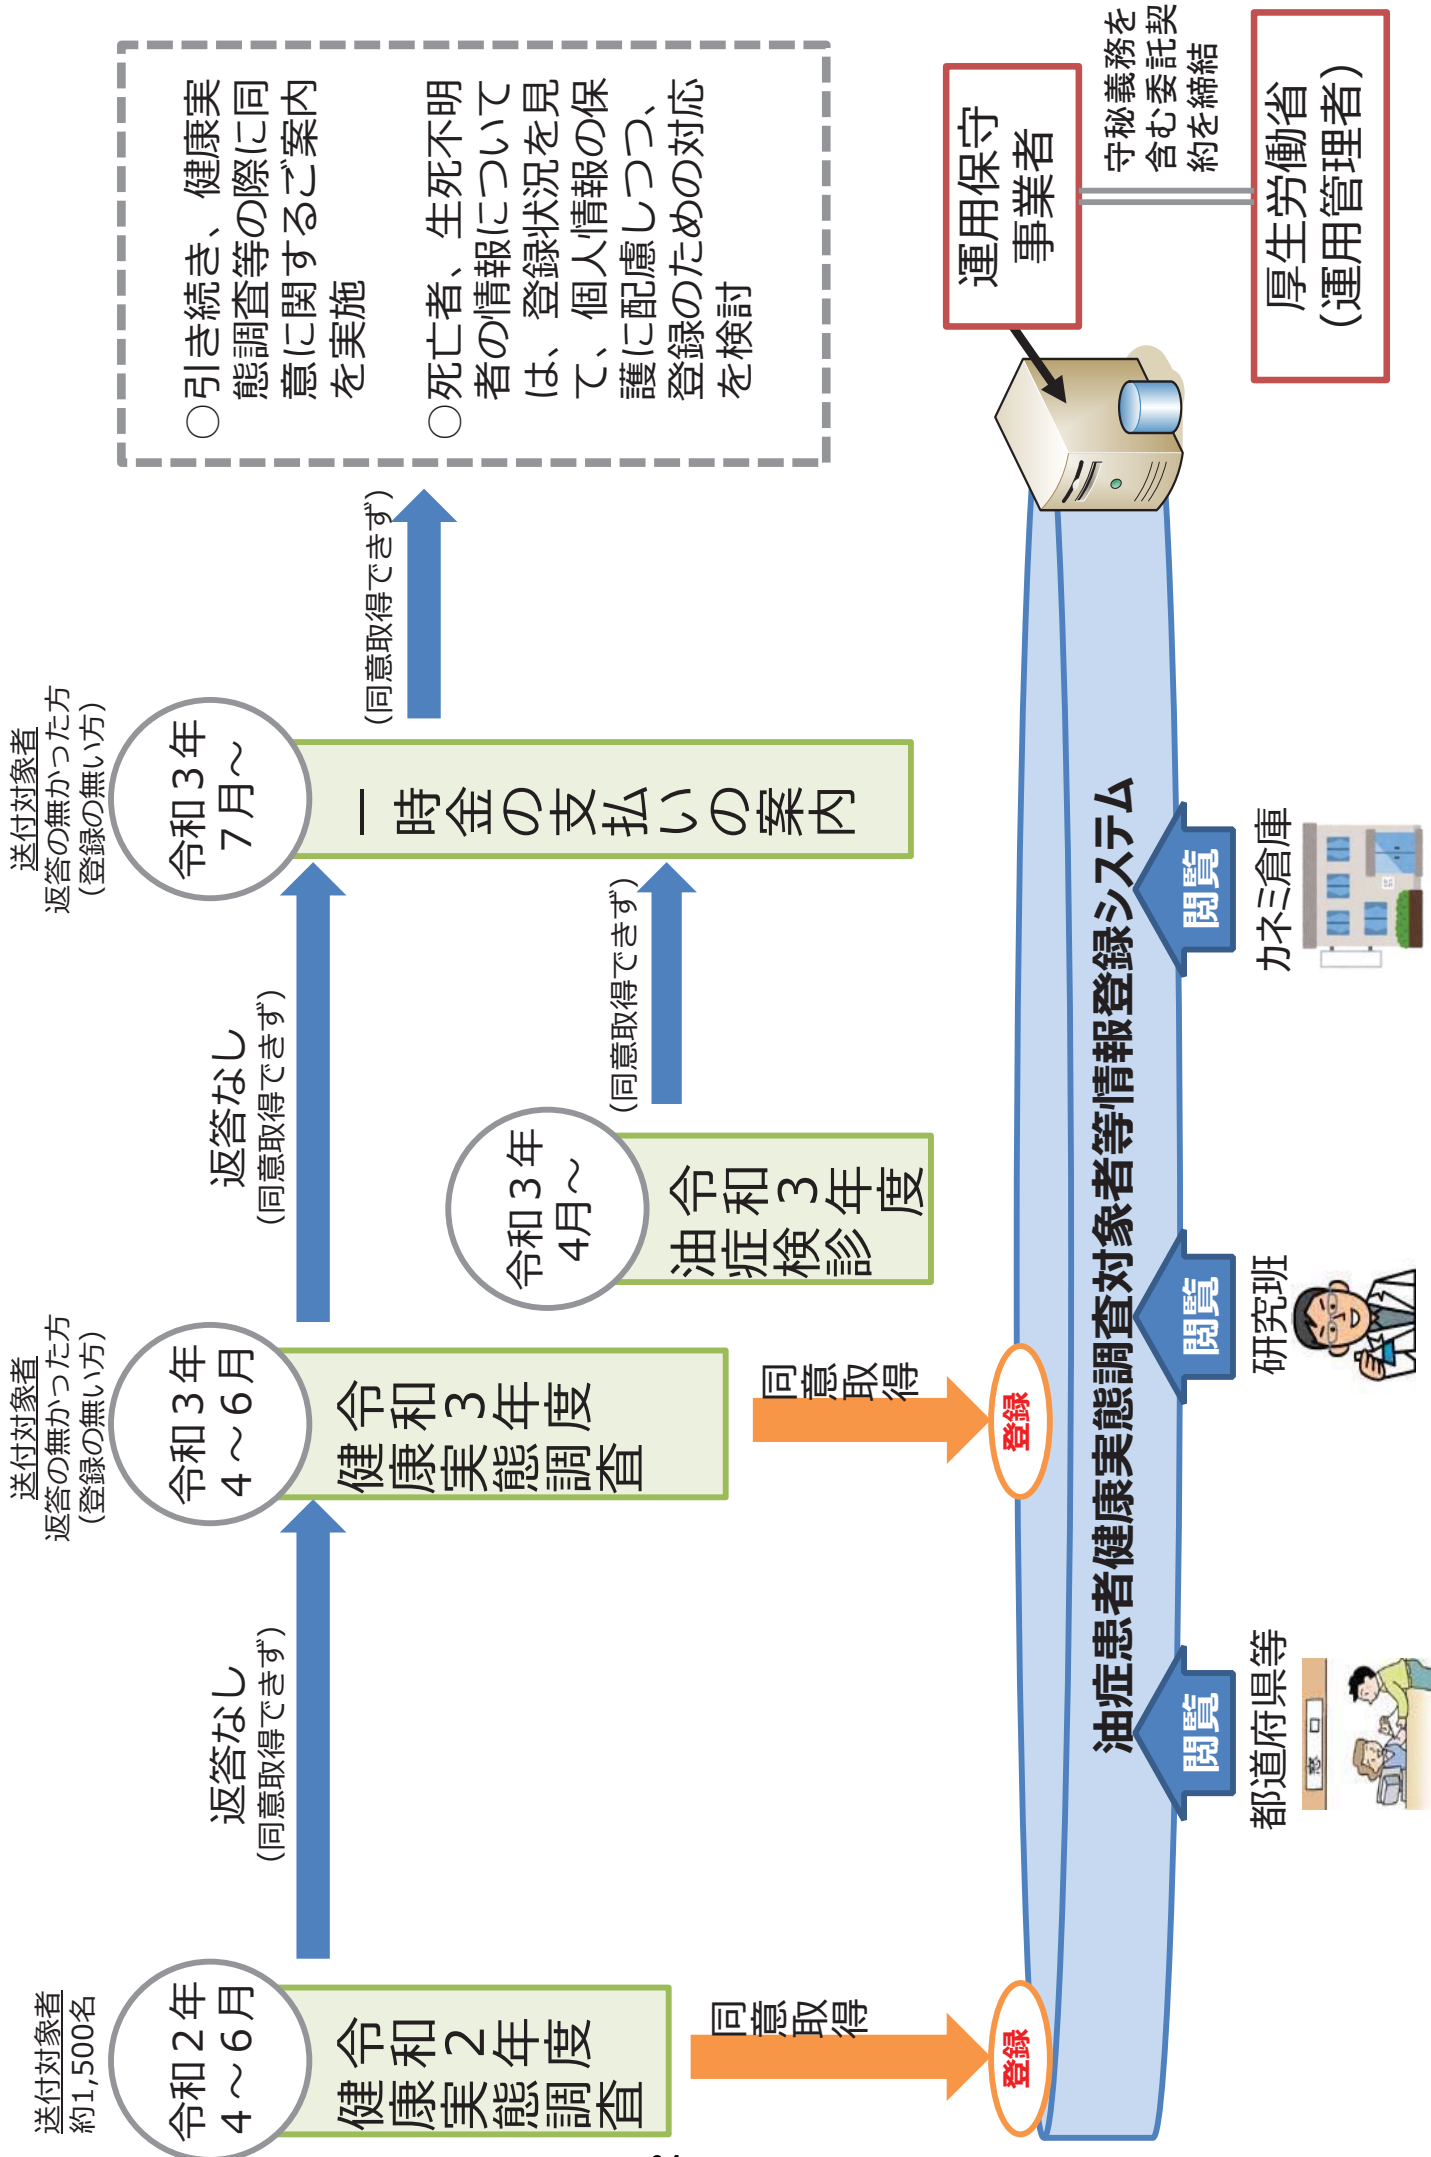 送付対象者
約1,500名
令和２年
４～６月
令和２年度
健康実態調査
同意取得
登録
返答なし
(同意取得できず)
送付対象者
返答の無かった方
(登録の無い方)
令和３年
４～６月
令和３年度
健康実態調査
同意取得
登録
返答なし
(同意取得できず)
令和３年
4月～
令和３年度
油症検診
(同意取得できず)
送付対象者
返答の無かった方
(登録の無い方)
令和３年
７月～
一時金の支払いの案内
(同意取得できず)
○引き続き、健康実
態調査等の際に同
意に関するご案内
を実施
○死亡者、生死不明
者の情報について
は、登録状況を見
て、個人情報の保
護に配慮しつつ、
登録のための対応
を検討
油症患者健康実態調査対象者等情報登録システム
閲覧
都道府県等
窓口
閲覧
研究班
閲覧
カネミ倉庫
運用保守
事業者
守秘義務を
含む委託契
約を締結
厚生労働省
(運用管理者)